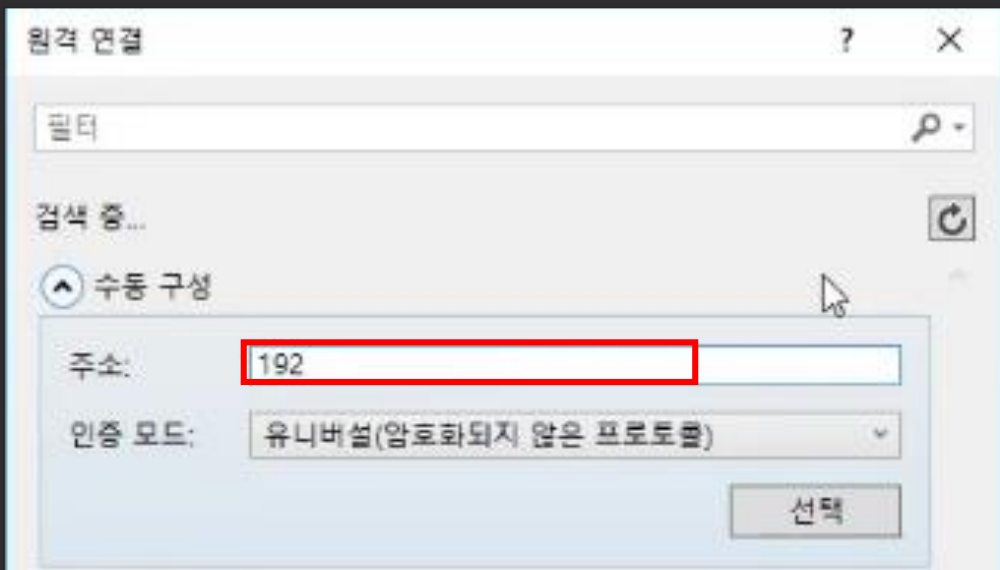 원격 연결 ?
필터
검색 중...
수동 구성
주소: 192
인증 모드: 유니버설(암호화되지 않은 프로토콜)
선택